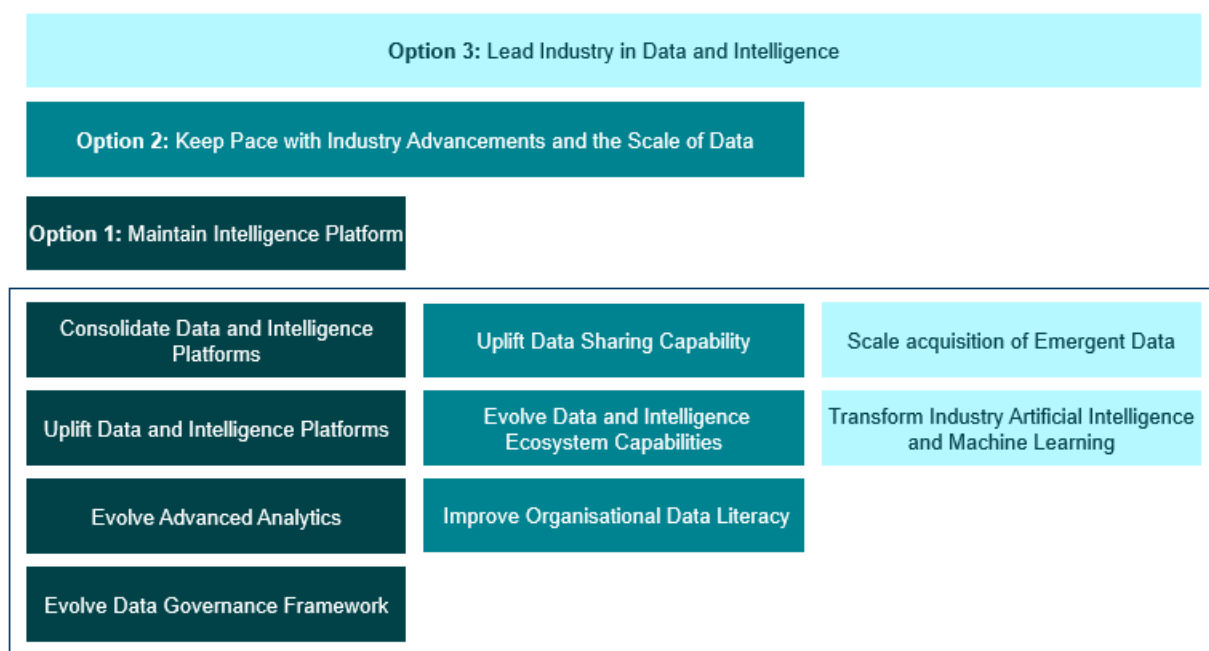 Option 3: Lead Industry in Data and Intelligence
Option 2: Keep Pace with Industry Advancements and the Scale of Data
Option 1: Maintain Intelligence Platform
Consolidate Data and Intelligence
Platforms
Uplift Data Sharing Capability
Scale acquisition of Emergent Data
Uplift Data and Intelligence Platforms
Evolve Data and Intelligence
Ecosystem Capabilities
Transform Industry Artificial Intelligence
and Machine Learning
Evolve Advanced Analytics
Improve Organisational Data Literacy
Evolve Data Governance Framework